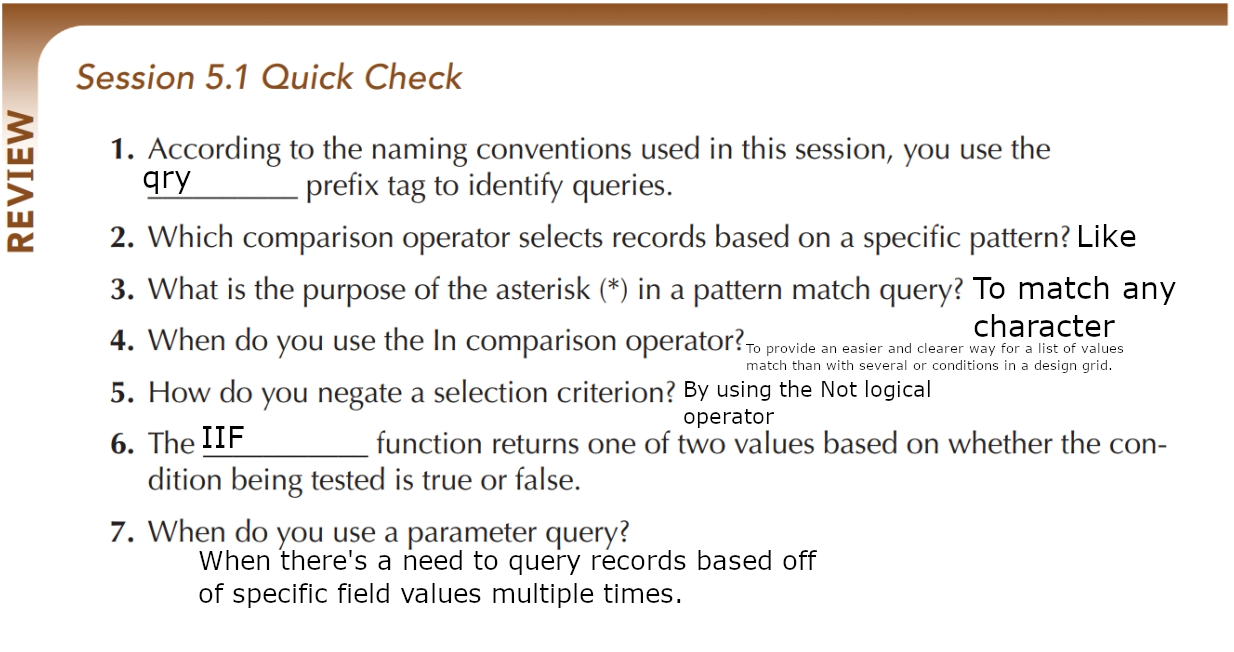 REVIEW
Session 5.1 Quick Check
1. According to the naming conventions used in this session, you use the
qry prefix tag to identify queries.
2. Which comparison operator selects records based on a specific pattern? Like
3. What is the purpose of the asterisk (*) in a pattern match query? To match any
character
4. When do you use the In comparison operator? To provide an easier and clearer way for a list of values
match than with several or conditions in a design grid.
5. How do you negate a selection criterion? By using the Not logical
operator
6. The IIF function returns one of two values based on whether the con-
dition being tested is true or false.
7. When do you use a parameter query?
When there's a need to query records based off
of specific field values multiple times.